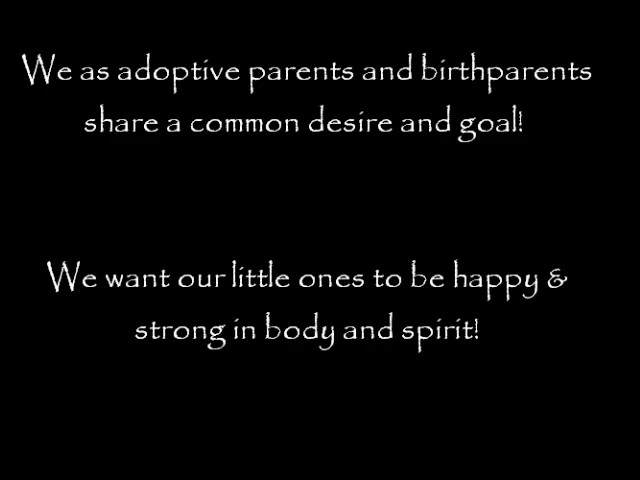 We as adoptive parents and birthparents
share a common desire and goal!
We want our little ones to be happy &
strong in body and spirit!